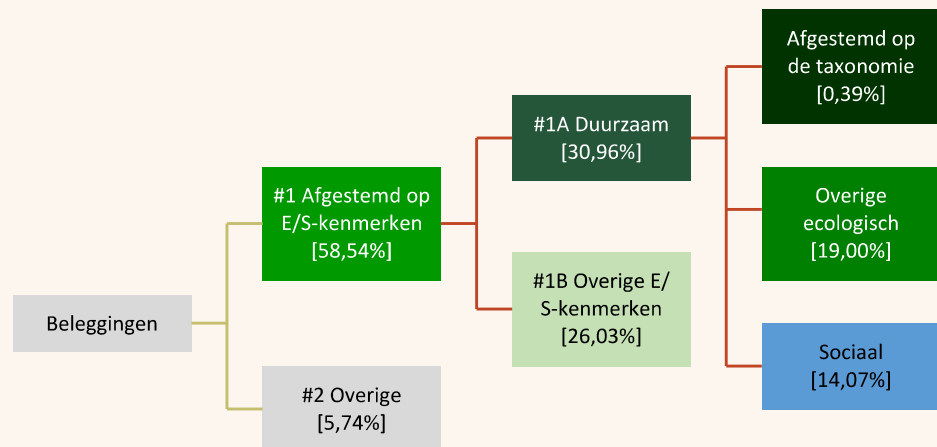 Beleggingen
#1 Afgestemd op
E/S-kenmerken
[58,54%]
#2 Overige
[5,74%]
#1A Duurzaam
[30,96%]
#1B Overige E/
S-kenmerken
[26,03%]
Afgestemd op
de taxonomie
[0,39%]
Overige
ecologisch
[19,00%]
Sociaal
[14,07%]